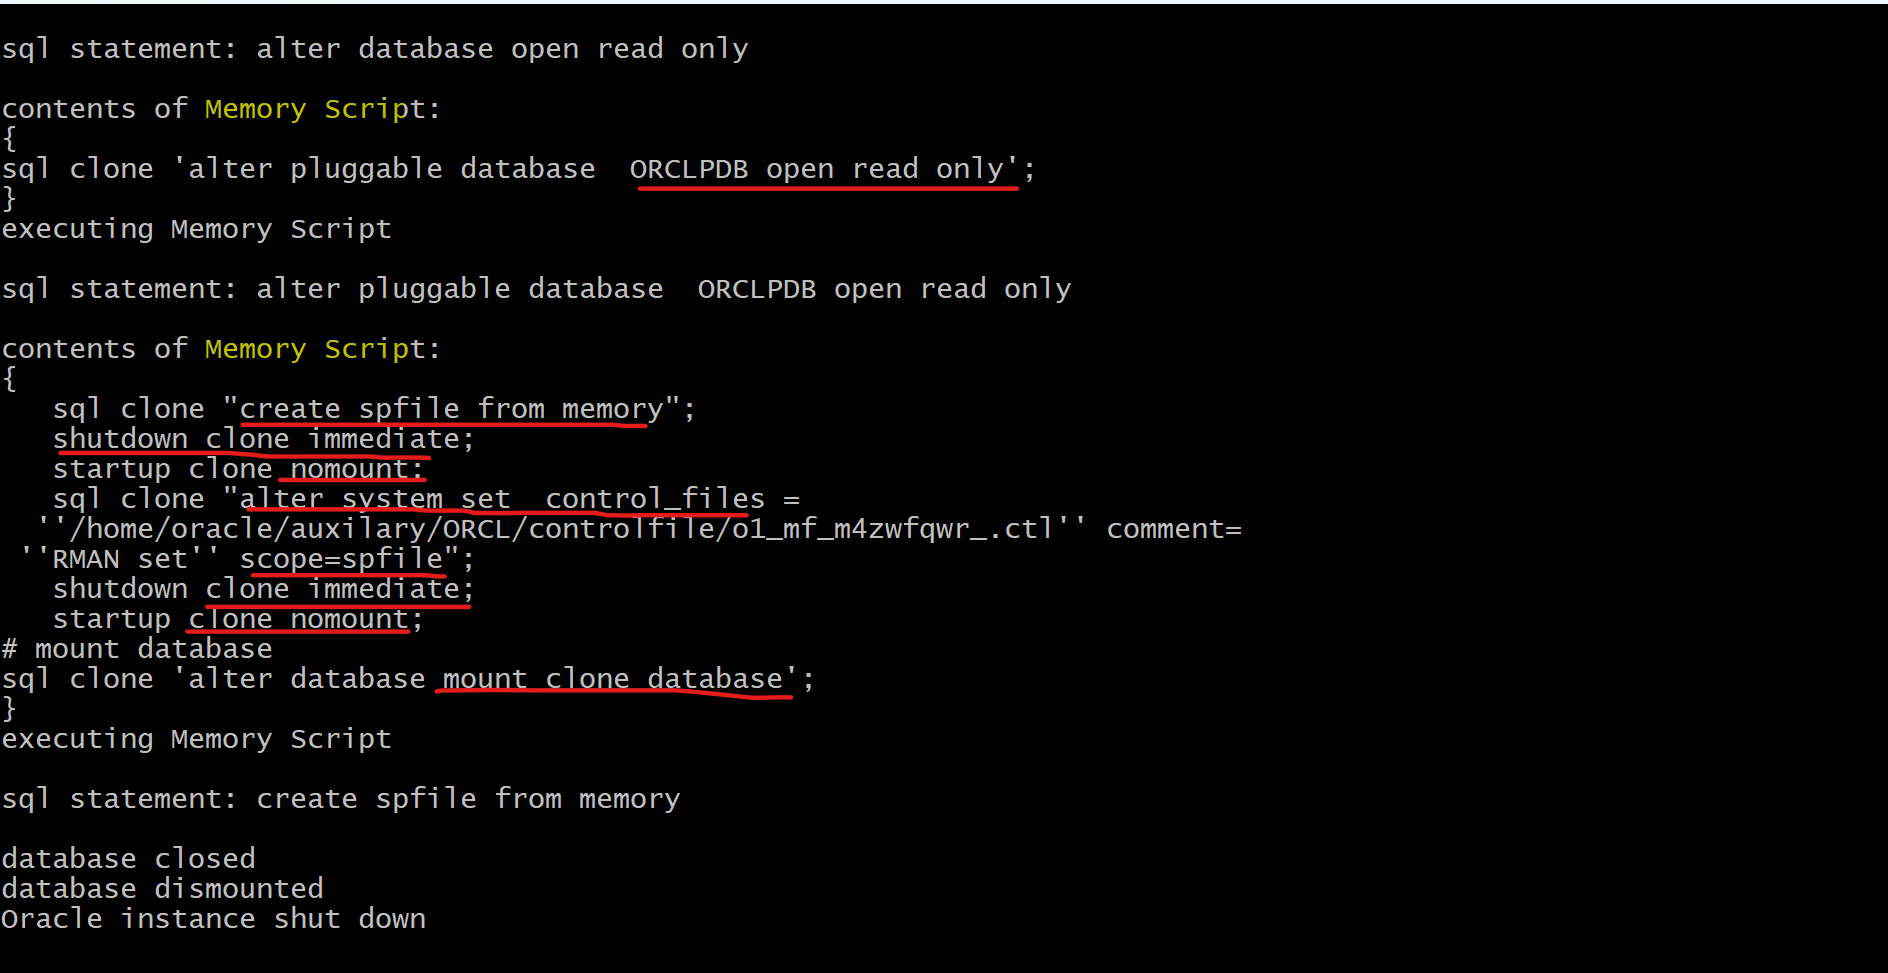 sql statement: alter database open read only
contents of Memory Script:
{
sql clone 'alter pluggable database  ORCLPDB open read only';
}
executing Memory Script
sql statement: alter pluggable database  ORCLPDB open read only
contents of Memory Script:
{
   sql clone "create spfile from memory";
   shutdown clone immediate;
   startup clone nomount;
   sql clone "alter system set  control_files =
  ''/home/oracle/auxilary/ORCL/controlfile/o1_mf_m4zwfqwr_.ctl'' comment=
 ''RMAN set'' scope=spfile";
   shutdown clone immediate;
   startup clone nomount;
# mount database
sql clone 'alter database mount clone database';
}
executing Memory Script
sql statement: create spfile from memory
database closed
database dismounted
Oracle instance shut down